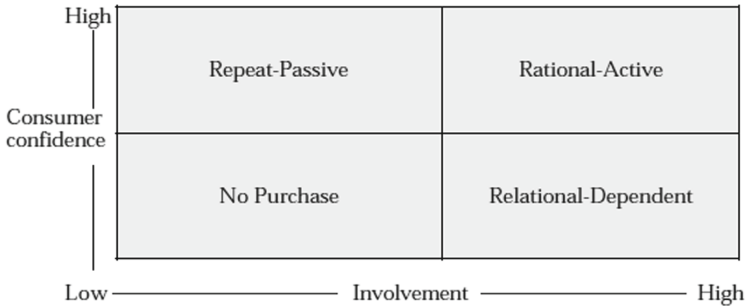 High
Repeat-Passive
Rational-Active
Consumer
confidence
No Purchase
Relational-Dependent
Low
Involvement
High